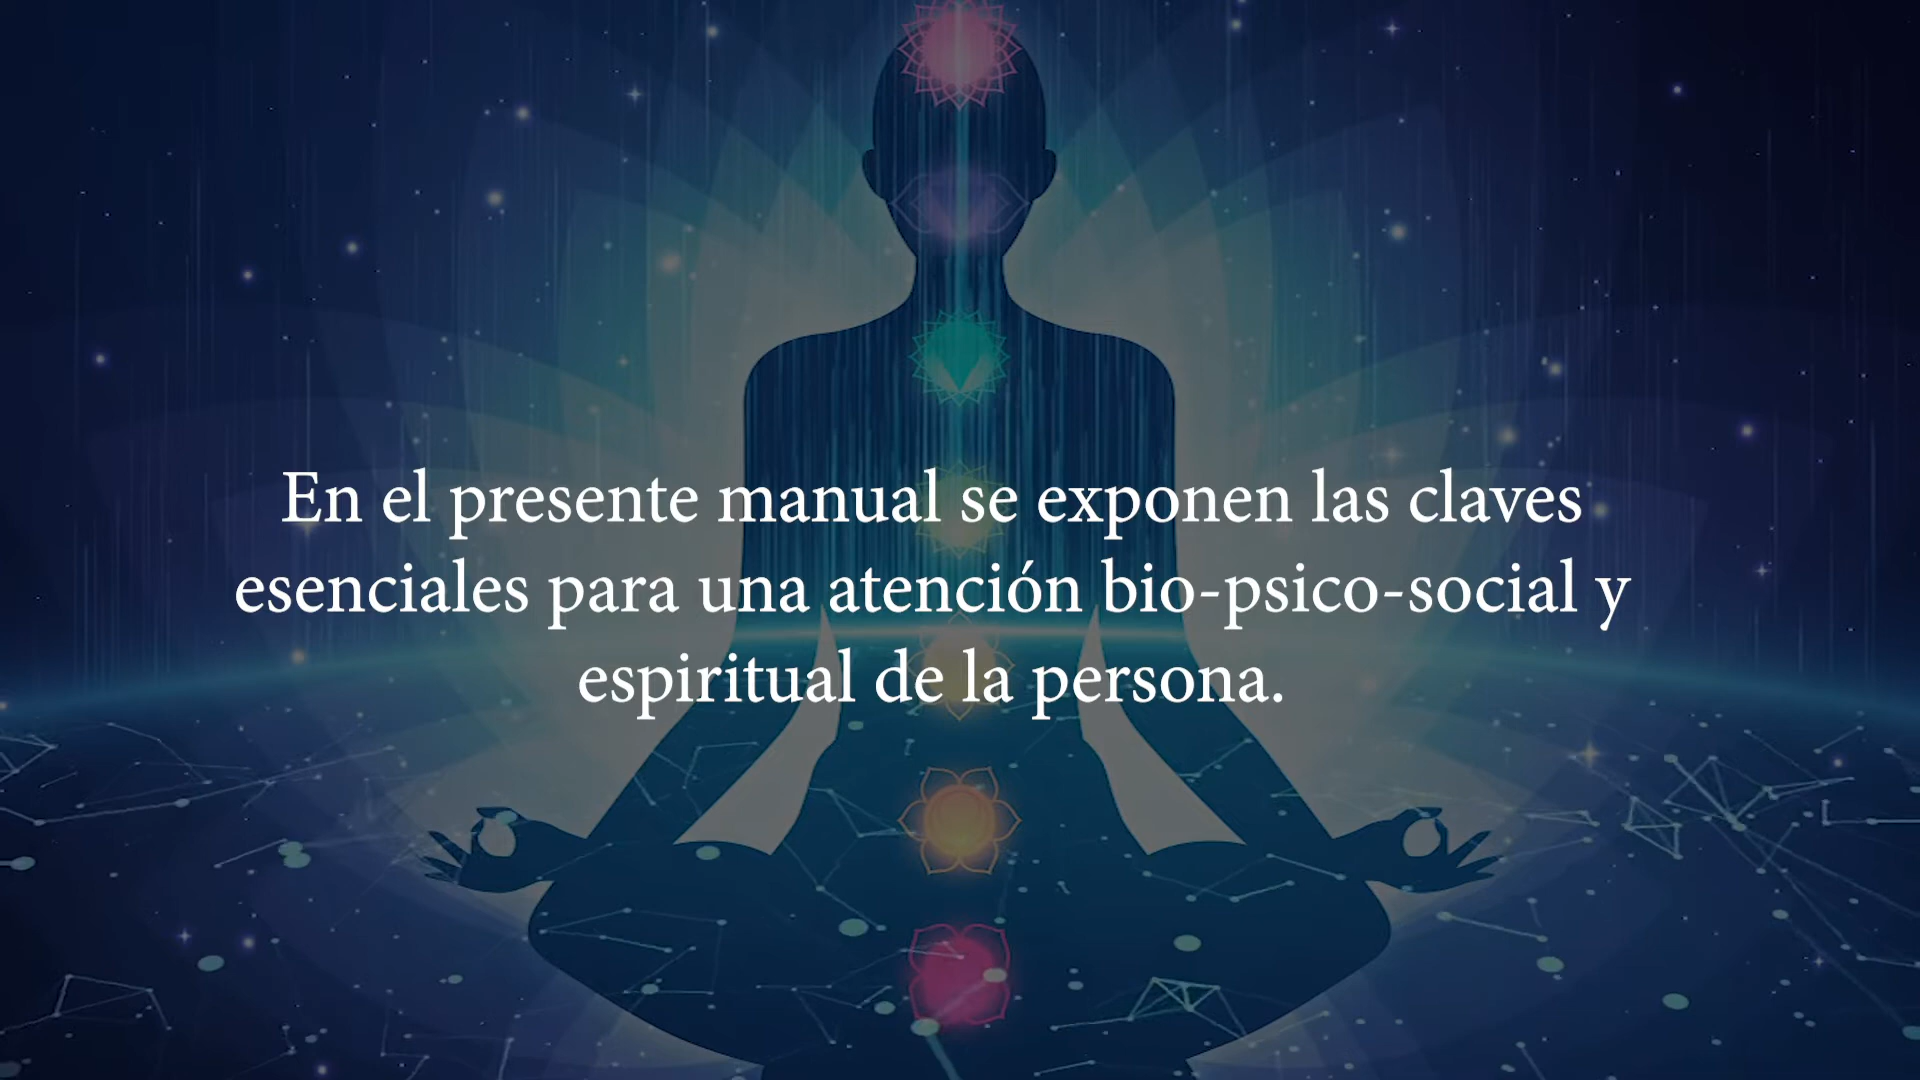 En el presente manual se exponen las claves
esenciales para una atención bio-psico-social y
espiritual de la persona.